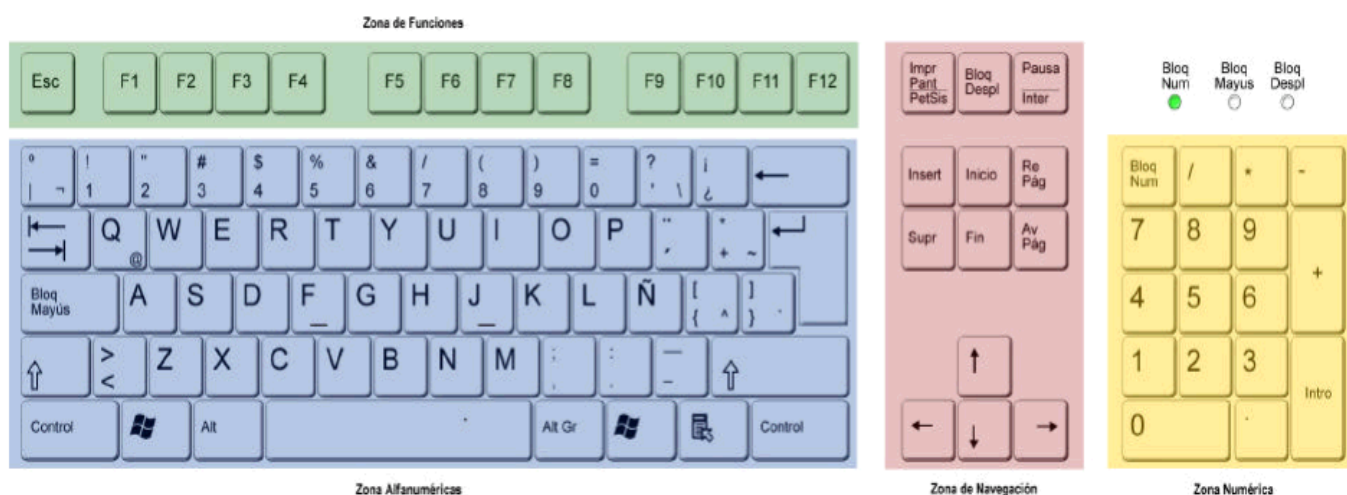 Zona de Funciones
Esc F1 F2 F3 F4 F5 F6 F7 F8 F9 F10 F11 F12
Impr Pant PetSis
Bloq Despl
Pausa Inter
Bloq Num
Bloq Mayus
Bloq Despl
º | ¬
! 1
" 2
# 3
$ 4
% 5
& 6
/ 7
( 8
) 9
= 0
? ' \
¡ ¿
Q @ W E R T Y U I O P
¨ ´
* + ~
Bloq Mayús
A S D F G H J K L Ñ
[ { ^
] } `
> <
Z X C V B N M
; ,
: .
_ -
Control Alt Alt Gr Control
Zona Alfanuméricas
Insert Inicio Re Pág
Supr Fin Av Pág
Zona de Navegación
Bloq Num / * -
7 8 9 +
4 5 6
1 2 3 Intro
0 .
Zona Numérica